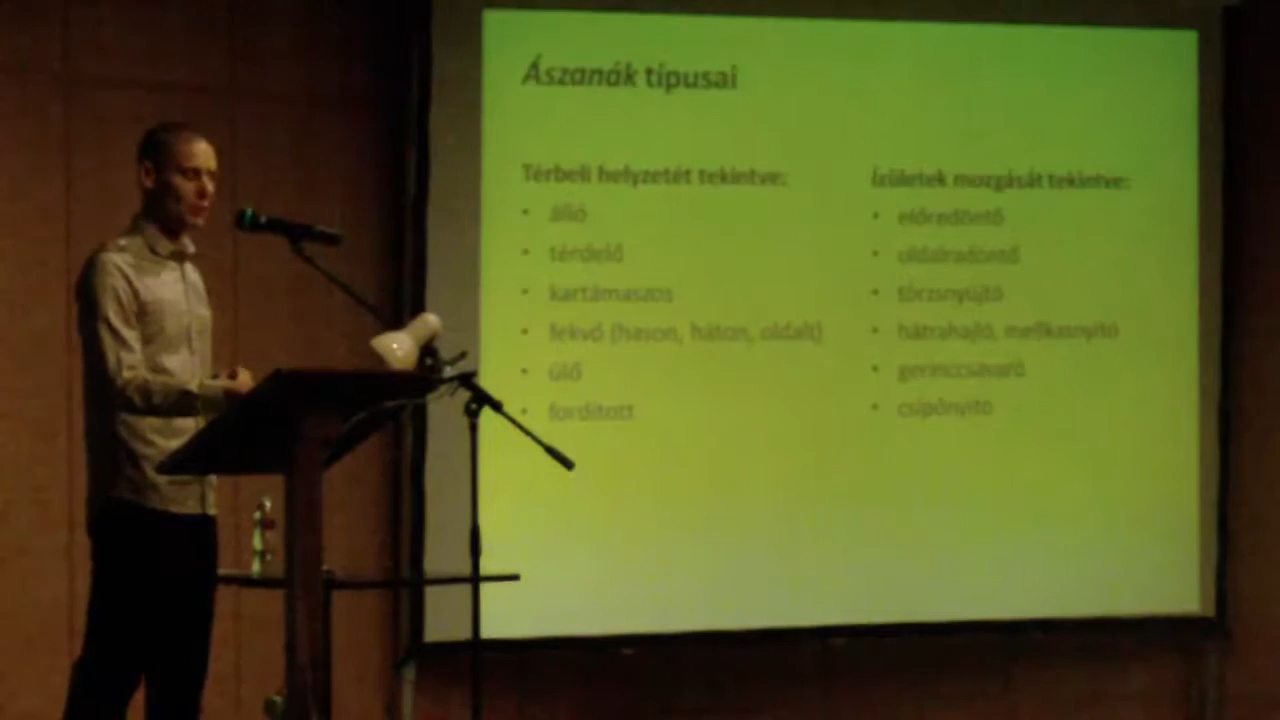 Ászanák típusai
Térbeli helyzetét tekintve:
• álló
• térdelő
• kartámaszos
• fekvő (hason, háton, oldalt)
• ülő
• fordított
Ízületek mozgását tekintve:
• előredöntő
• oldalradöntő
• törzsnyújtó
• hátrahajló, mellkasnyitó
• gerinccsavaró
• csípőnyitó